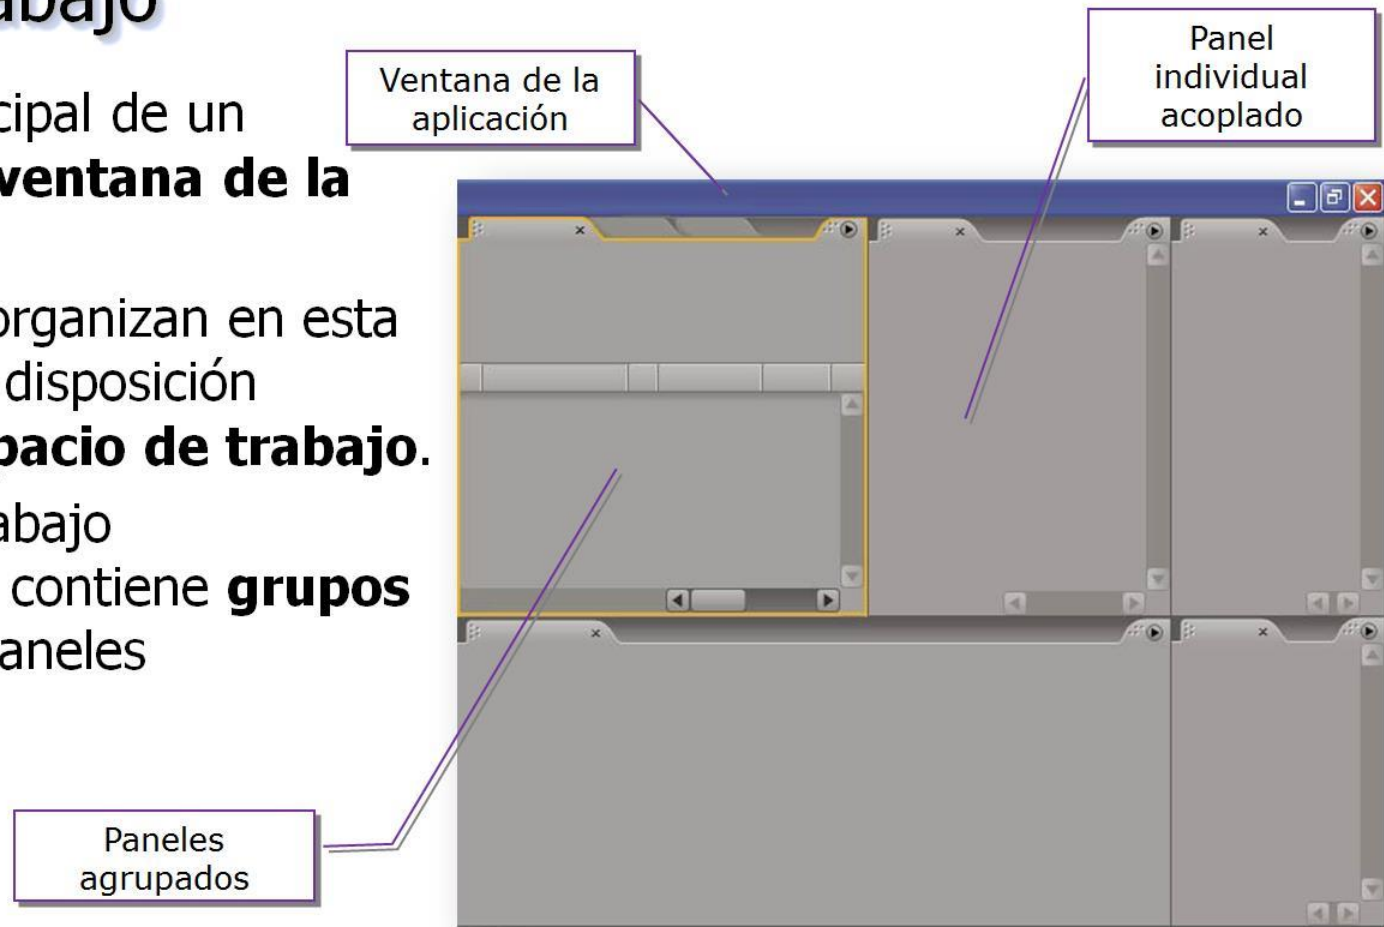 abajo
cipal de un
ventana de la
organizan en esta
disposición
pacio de trabajo.
abajo
contiene grupos
aneles
Ventana de la
aplicación
Panel
individual
acoplado
Paneles
agrupados